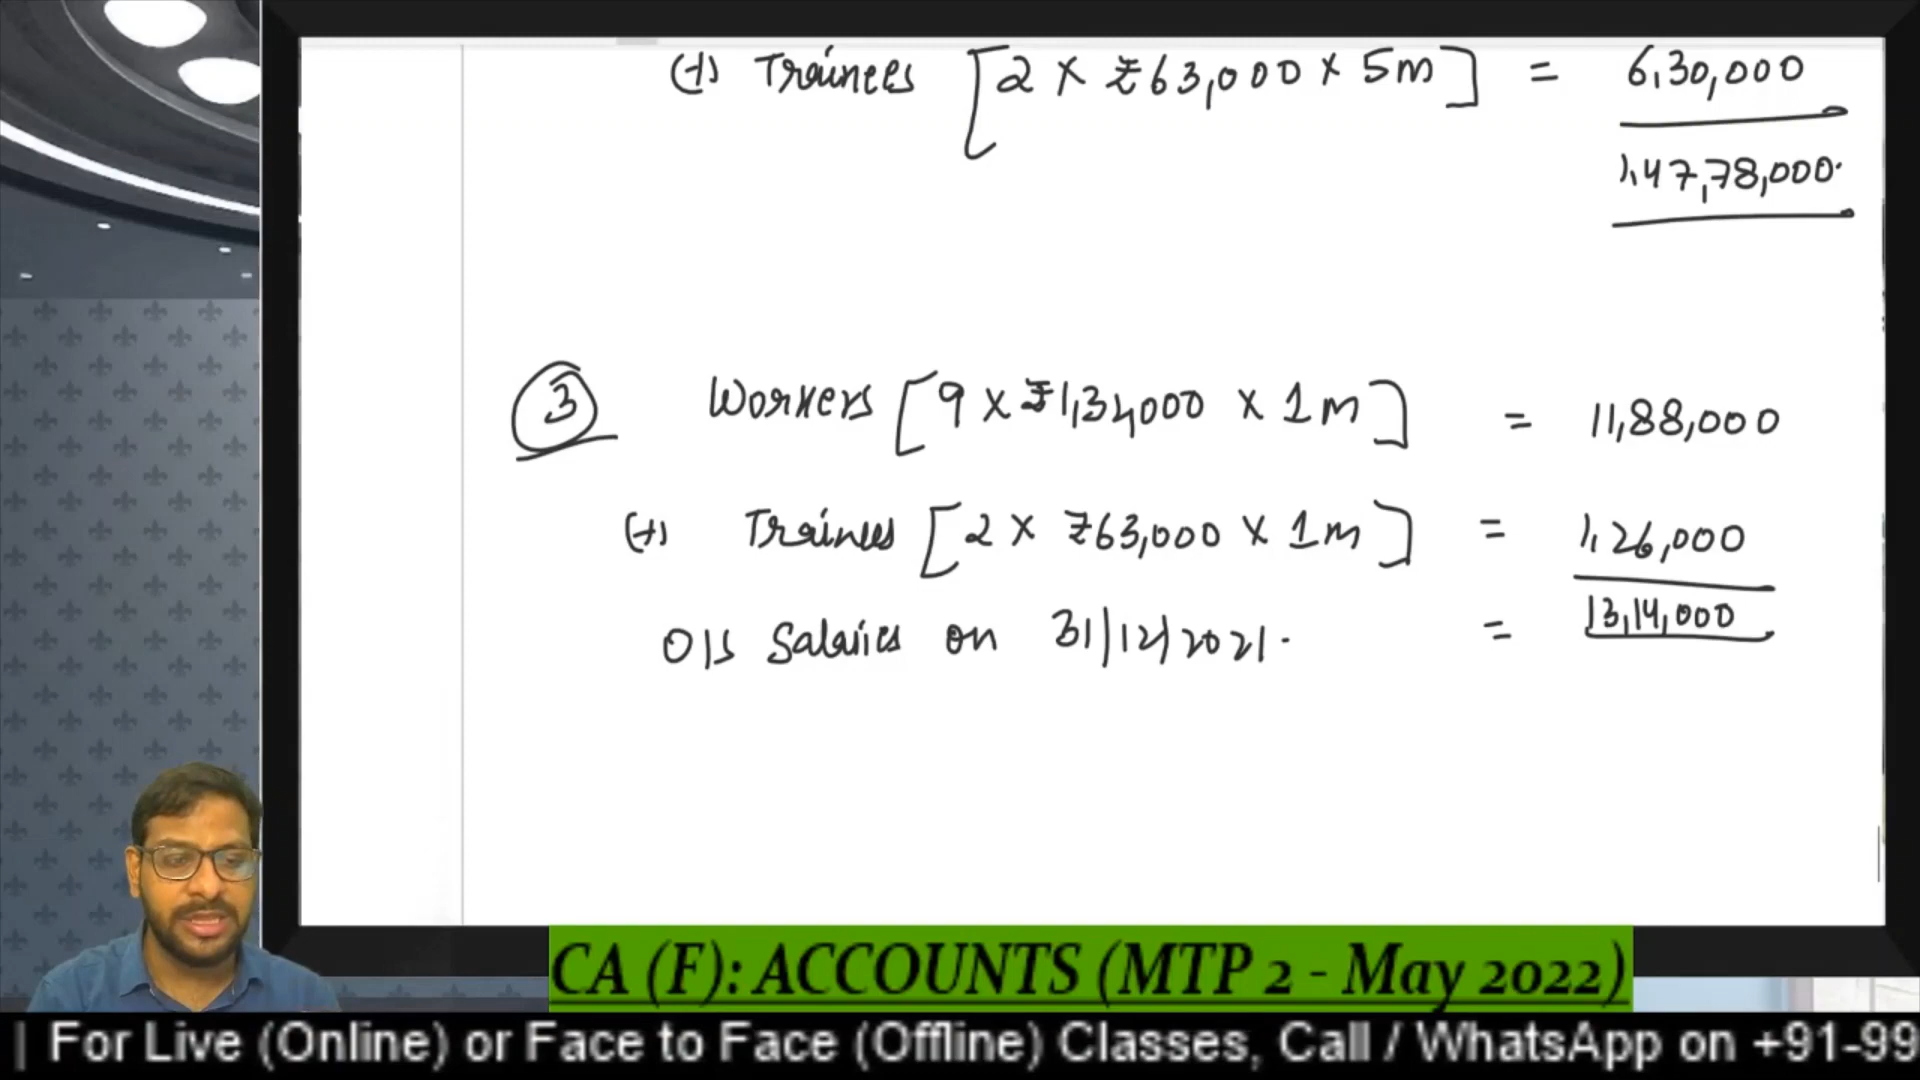 (+) Trainees [2 X ₹63,000 X 5m] = 6,30,000
1,47,78,000.
3 Workers [9 X ₹1,32,000 X 1m] = 11,88,000
(+) Trainees [2 X ₹63,000 X 1m] = 1,26,000
O/S Salaries on 31/12/2021. = 13,14,000
CA (F): ACCOUNTS (MTP 2 - May 2022)
| For Live (Online) or Face to Face (Offline) Classes, Call / WhatsApp on +91-99